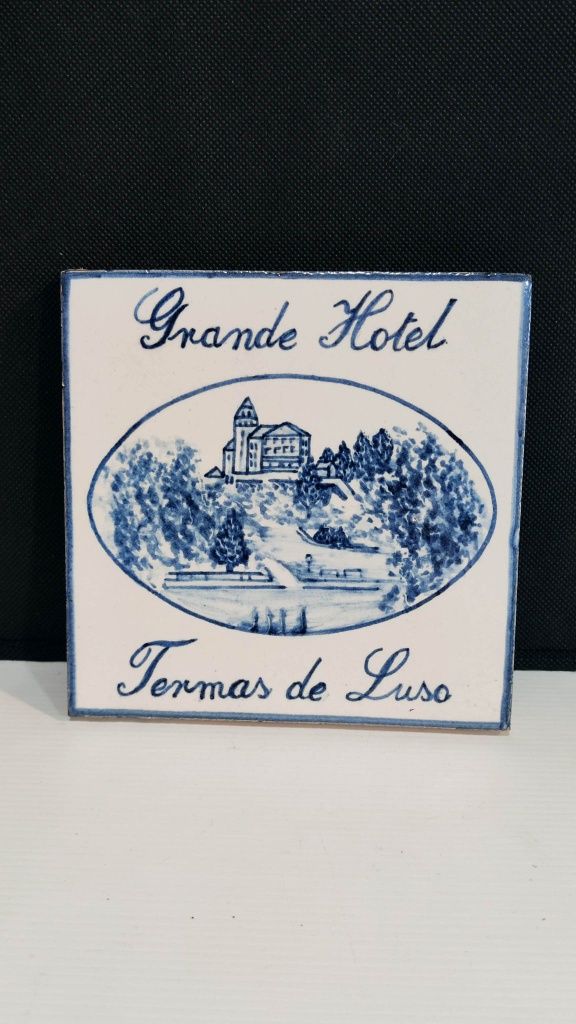 Grande Hotel
Termas de Luso